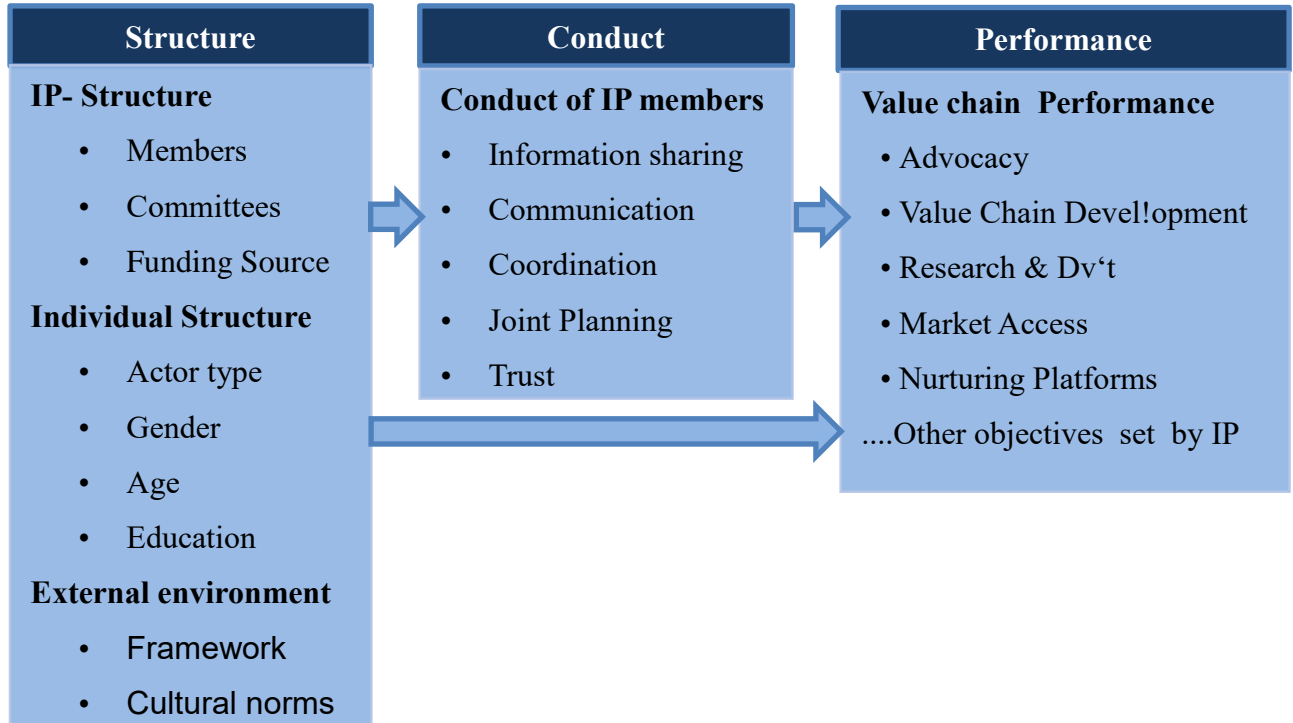 Structure
IP- Structure
• Members
• Committees
• Funding Source
Individual Structure
• Actor type
• Gender
• Age
• Education
External environment
• Framework
• Cultural norms
Conduct
Conduct of IP members
• Information sharing
• Communication
• Coordination
• Joint Planning
• Trust
Performance
Value chain Performance
• Advocacy
• Value Chain Devel!opment
• Research & Dv‘t
• Market Access
• Nurturing Platforms
....Other objectives set by IP